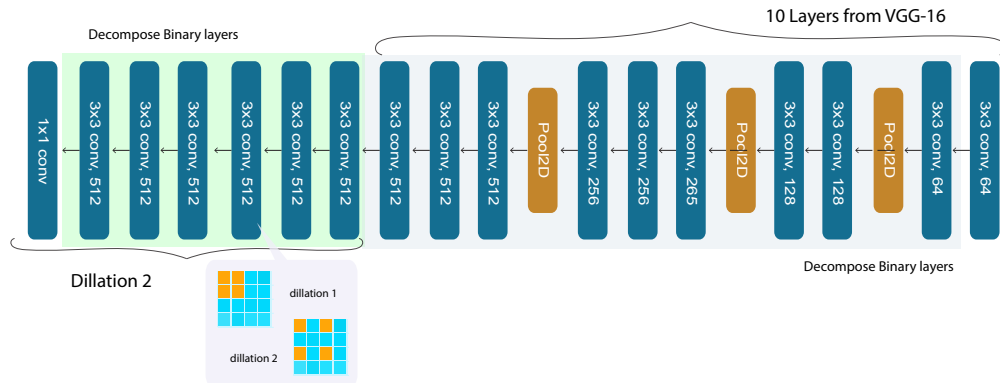 10 Layers from VGG-16
Decompose Binary layers
1x1 conv
3x3 conv, 512
3x3 conv, 512
3x3 conv, 512
3x3 conv, 512
3x3 conv, 512
3x3 conv, 512
3x3 conv, 512
3x3 conv, 512
3x3 conv, 512
Pool2D
3x3 conv, 256
3x3 conv, 256
3x3 conv, 265
Pool2D
3x3 conv, 128
3x3 conv, 128
Pool2D
3x3 conv, 64
3x3 conv, 64
Decompose Binary layers
Dillation 2
dillation 1
dillation 2